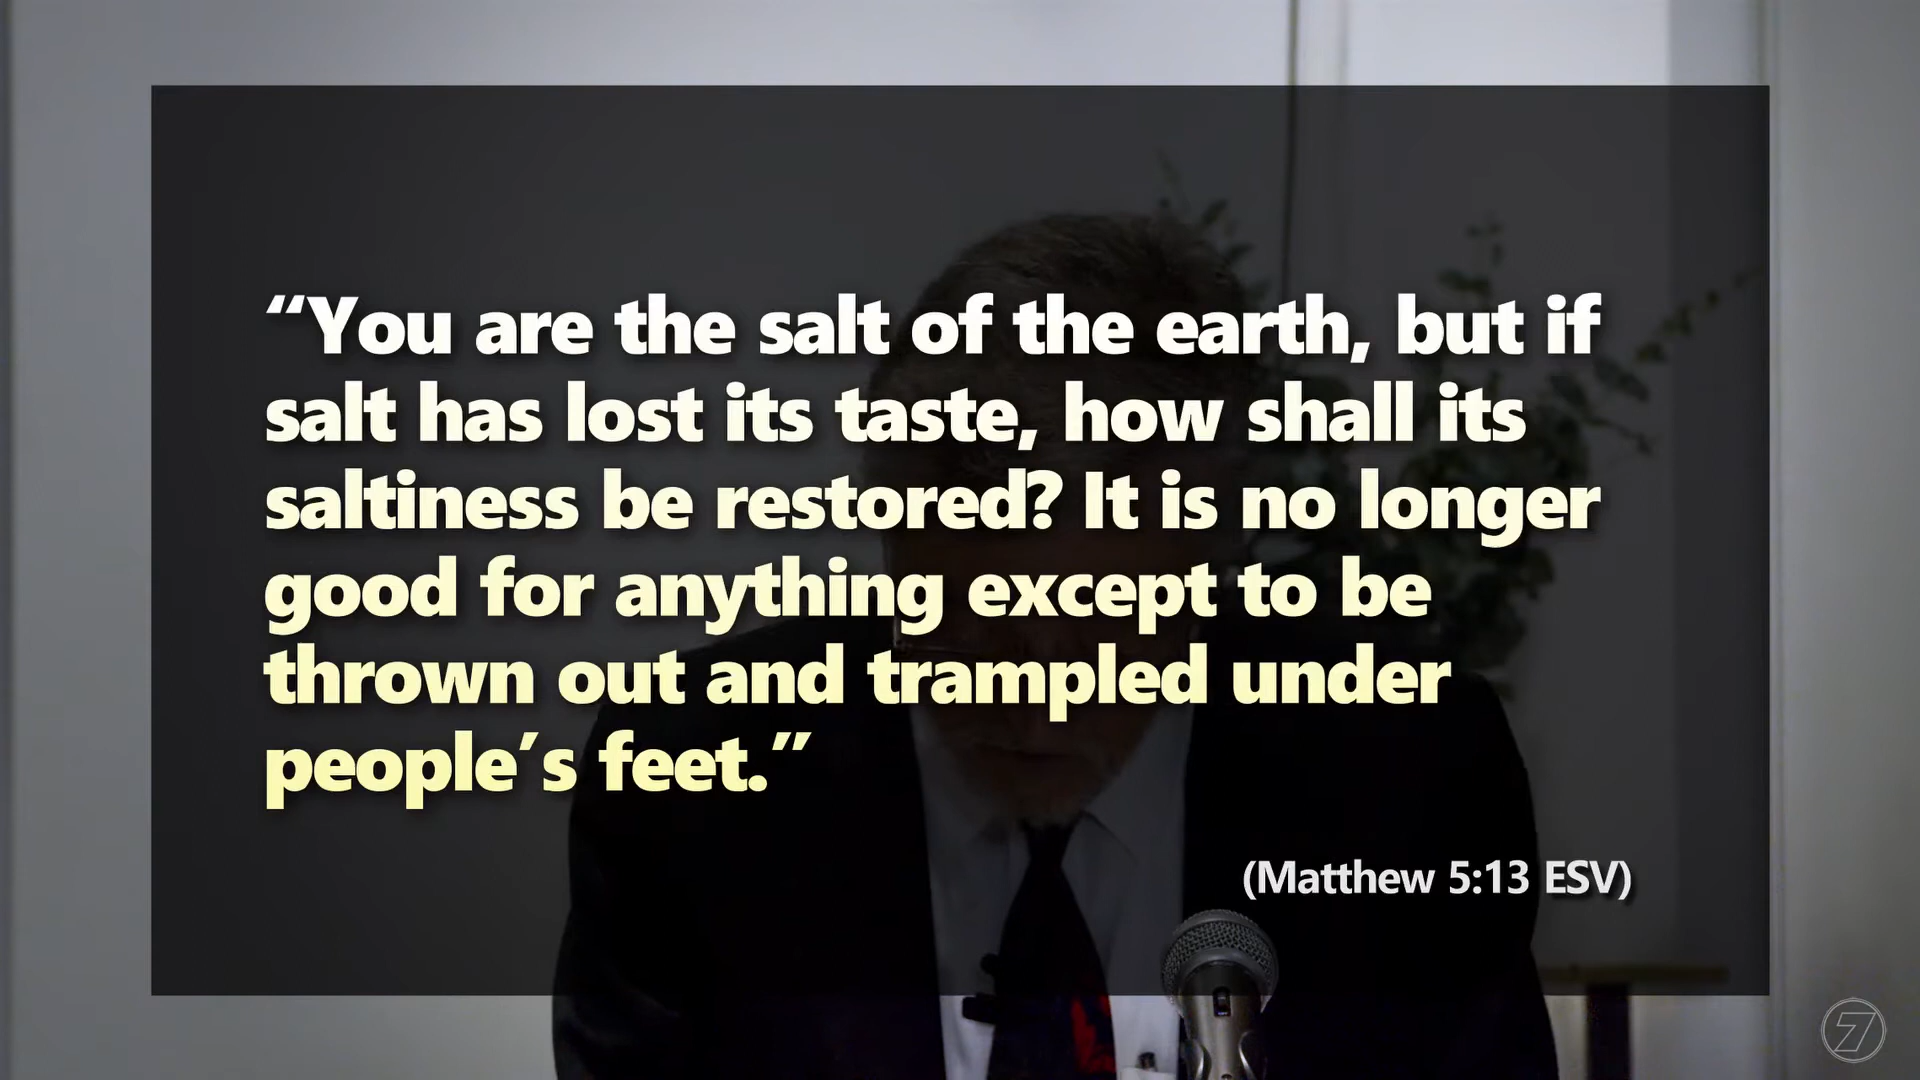 “You are the salt of the earth, but if
salt has lost its taste, how shall its
saltiness be restored? It is no longer
good for anything except to be
thrown out and trampled under
people’s feet.”
(Matthew 5:13 ESV)
7